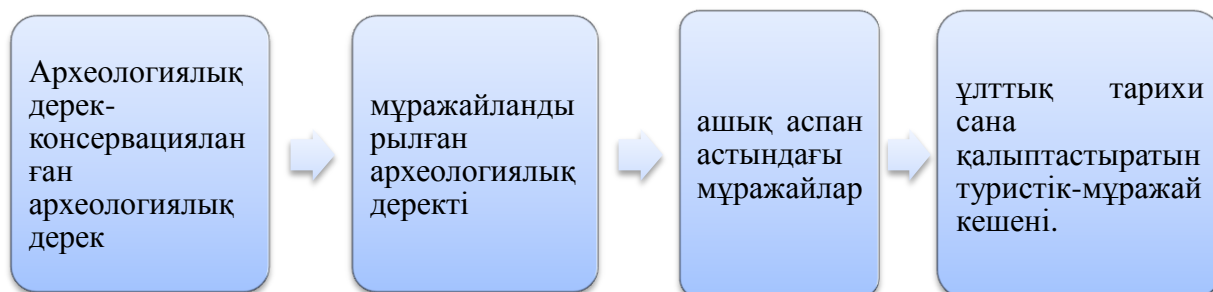 Археологиялық
дерек-
консервациялан
ған
археологиялық
дерек
мұражайланды
рылған
археологиялық
деректі
ашық аспан
астындағы
мұражайлар
ұлттық тарихи
сана
қалыптастыратын
туристік-мұражай
кешені.